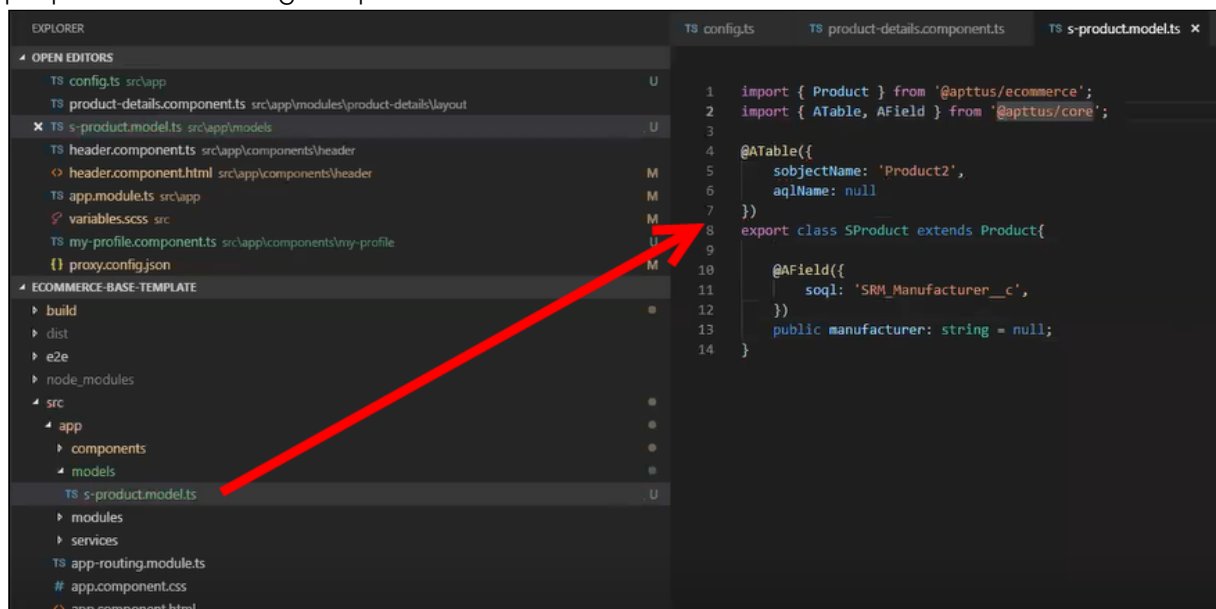 EXPLORER
OPEN EDITORS
TS config.ts src\app U
TS product-details.component.ts src\app\modules\product-details\layout
× TS s-product.model.ts src\app\models U
TS header.component.ts src\app\components\header
<> header.component.html src\app\components\header M
TS app.module.ts src\app M
variables.scss src M
TS my-profile.component.ts src\app\components\my-profile U
{} proxy.config.json M
ECOMMERCE-BASE-TEMPLATE
build
dist
e2e
node_modules
src
app
components
models
TS s-product.model.ts U
modules
services
TS app-routing.module.ts
# app.component.css
<> app.component.html
TS config.ts TS product-details.component.ts TS s-product.model.ts ×
1 import { Product } from '@apttus/ecommerce';
2 import { ATable, AField } from '@apttus/core';
3
4 @ATable({
5 sobjectName: 'Product2',
6 aqlName: null
7 })
8 export class SProduct extends Product{
9
10 @AField({
11 soql: 'SRM_Manufacturer__c',
12 })
13 public manufacturer: string = null;
14 }